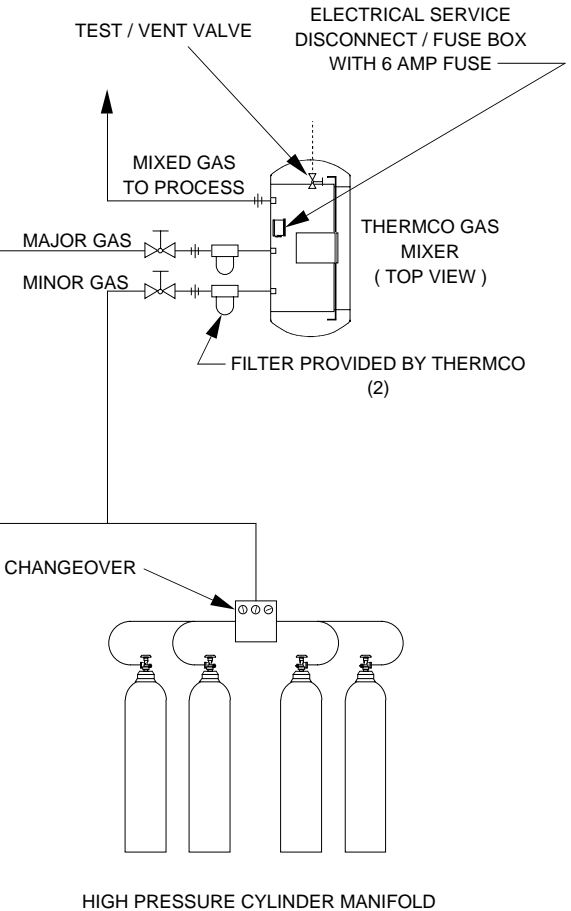 TEST / VENT VALVE
ELECTRICAL SERVICE
DISCONNECT / FUSE BOX
WITH 6 AMP FUSE
MIXED GAS
TO PROCESS
MAJOR GAS
MINOR GAS
THERMCO GAS
MIXER
( TOP VIEW )
FILTER PROVIDED BY THERMCO
(2)
CHANGEOVER
HIGH PRESSURE CYLINDER MANIFOLD